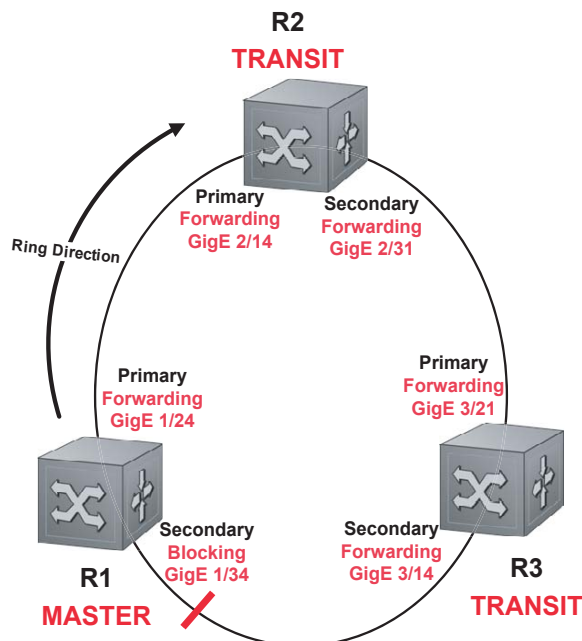 R2
TRANSIT
Primary
Forwarding
GigE 2/14
Secondary
Forwarding
GigE 2/31
Ring Direction
Primary
Forwarding
GigE 1/24
Primary
Forwarding
GigE 3/21
Secondary
Blocking
GigE 1/34
Secondary
Forwarding
GigE 3/14
R1
MASTER
R3
TRANSIT